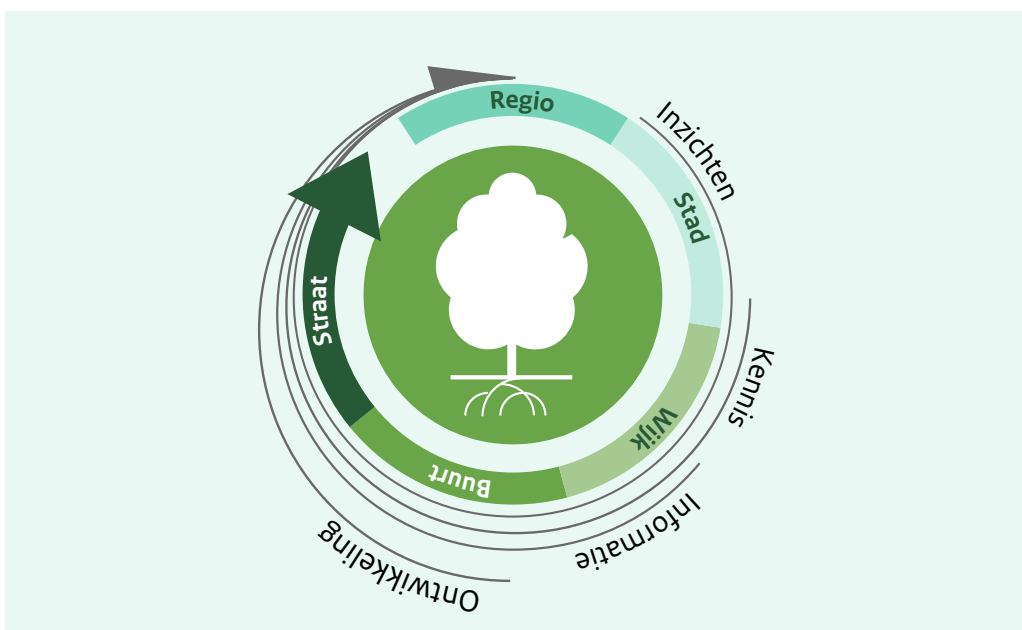 Regio
Stad
Wijk
Buurt
Straat
Inzichten
Kennis
Informatie
Ontwikkeling